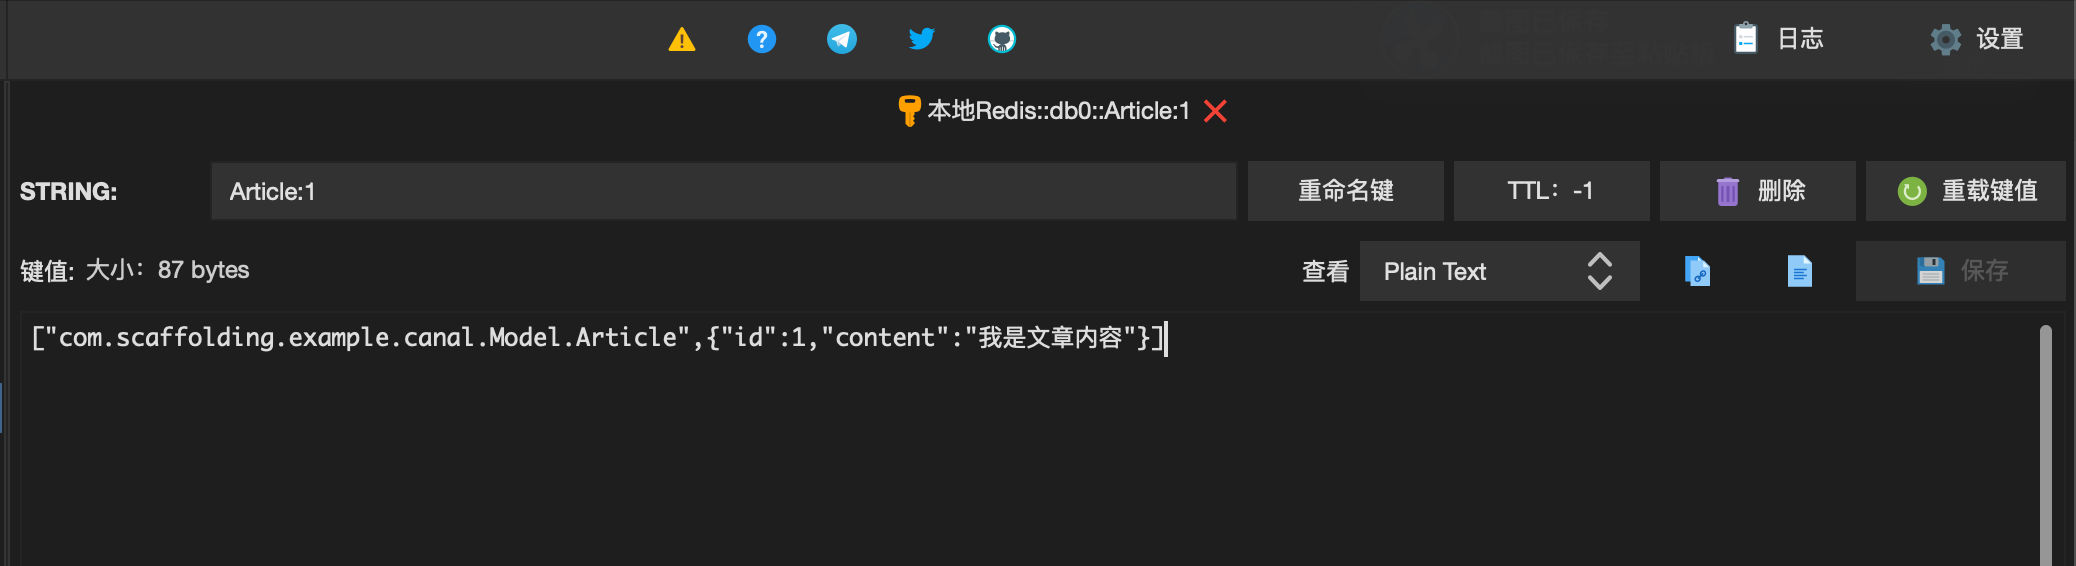 日志 设置
本地Redis::db0::Article:1
STRING: Article:1 重命名键 TTL：-1 删除 重载键值
键值: 大小：87 bytes 查看 Plain Text 保存
["com.scaffolding.example.canal.Model.Article",{"id":1,"content":"我是文章内容"}]